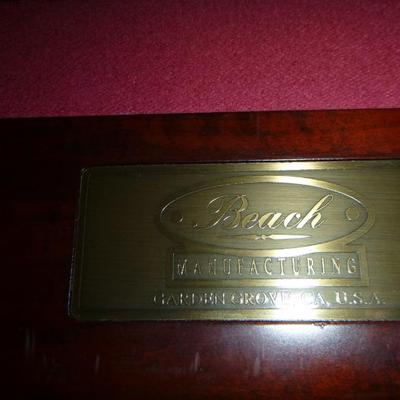 Beach
MANUFACTURING
GARDEN GROVE, CA, U.S.A.